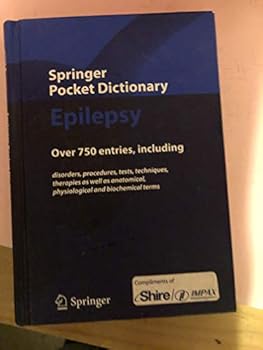 Springer
Pocket Dictionary
Epilepsy
Over 750 entries, including
disorders, procedures, tests, techniques,
therapies as well as anatomical,
physiological and biochemical terms
Compliments of
Shire IMPAX
Springer